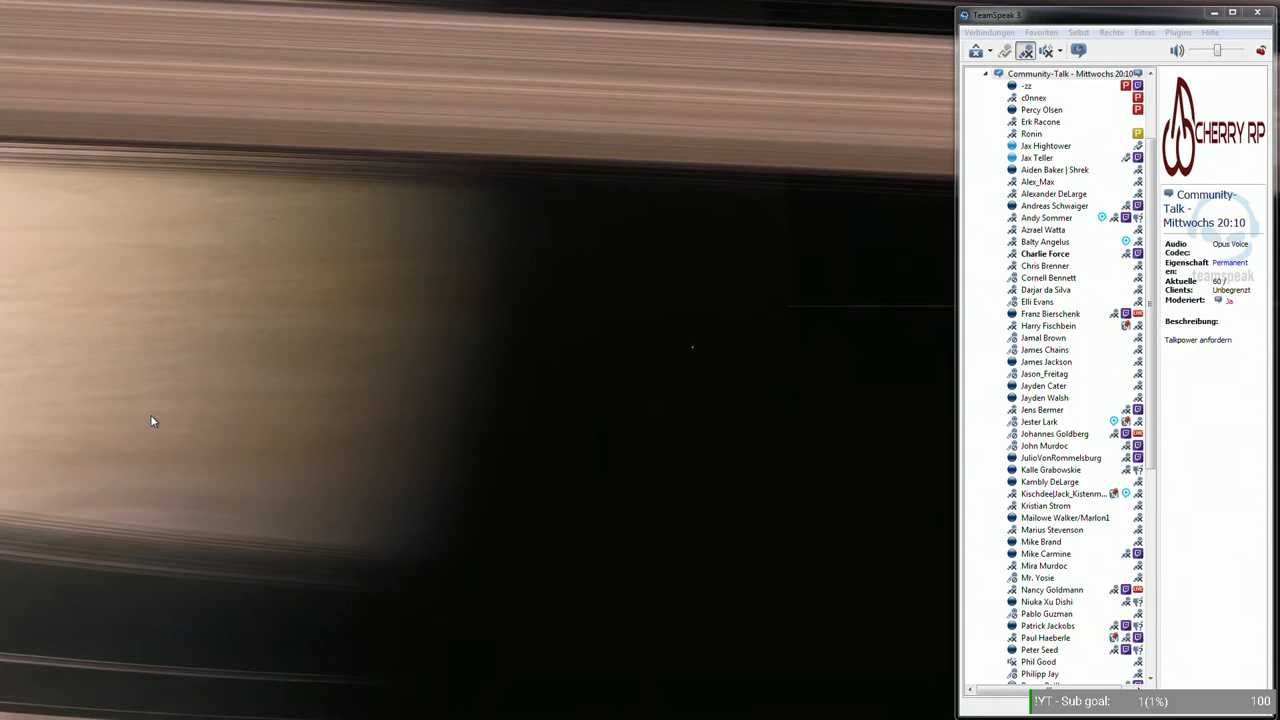 TeamSpeak 3
Verbindungen Favoriten Selbst Rechte Extras Plugins Hilfe
Community-Talk - Mittwochs 20:10
-zz
c0nnex
Percy Olsen
Erk Racone
Ronin
Jax Hightower
Jax Teller
Aiden Baker | Shrek
Alex_Max
Alexander DeLarge
Andreas Schwaiger
Andy Sommer
Azrael Watta
Balty Angelus
Charlie Force
Chris Brenner
Cornell Bennett
Darjar da Silva
Elli Evans
Franz Bierschenk
Harry Fischbein
Jamal Brown
James Chains
James Jackson
Jason_Freitag
Jayden Cater
Jayden Walsh
Jens Bermer
Jester Lark
Johannes Goldberg
John Murdoc
JulioVonRommelsburg
Kalle Grabowskie
Kambly DeLarge
Kischdee|Jack_Kistenm...
Kristian Strom
Mailowe Walker/Marlon1
Marius Stevenson
Mike Brand
Mike Carmine
Mira Murdoc
Mr. Yosie
Nancy Goldmann
Niuka Xu Dishi
Pablo Guzman
Patrick Jackobs
Paul Haeberle
Peter Seed
Phil Good
Philipp Jay
CHERRY RP
Community-
Talk -
Mittwochs 20:10
Audio Codec: Opus Voice
Eigenschaften: Permanent
Aktuelle Clients: 60 / Unbegrenzt
Moderiert: Ja
teamspeak
Beschreibung:
Talkpower anfordern
!YT - Sub goal: 1(1%) 100